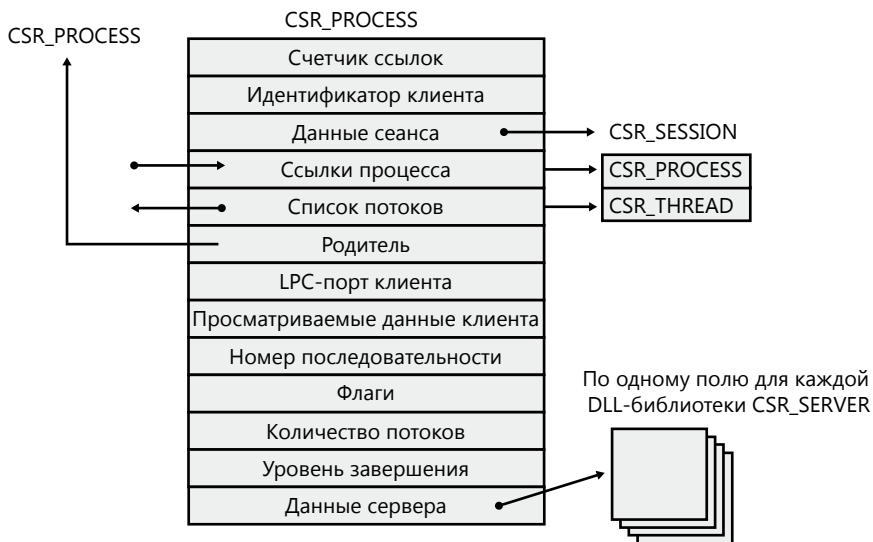 CSR_PROCESS
CSR_PROCESS
Счетчик ссылок
Идентификатор клиента
Данные сеанса
CSR_SESSION
Ссылки процесса
CSR_PROCESS
Список потоков
CSR_THREAD
Родитель
LPC-порт клиента
Просматриваемые данные клиента
Номер последовательности
Флаги
Количество потоков
Уровень завершения
Данные сервера
По одному полю для каждой
DLL-библиотеки CSR_SERVER